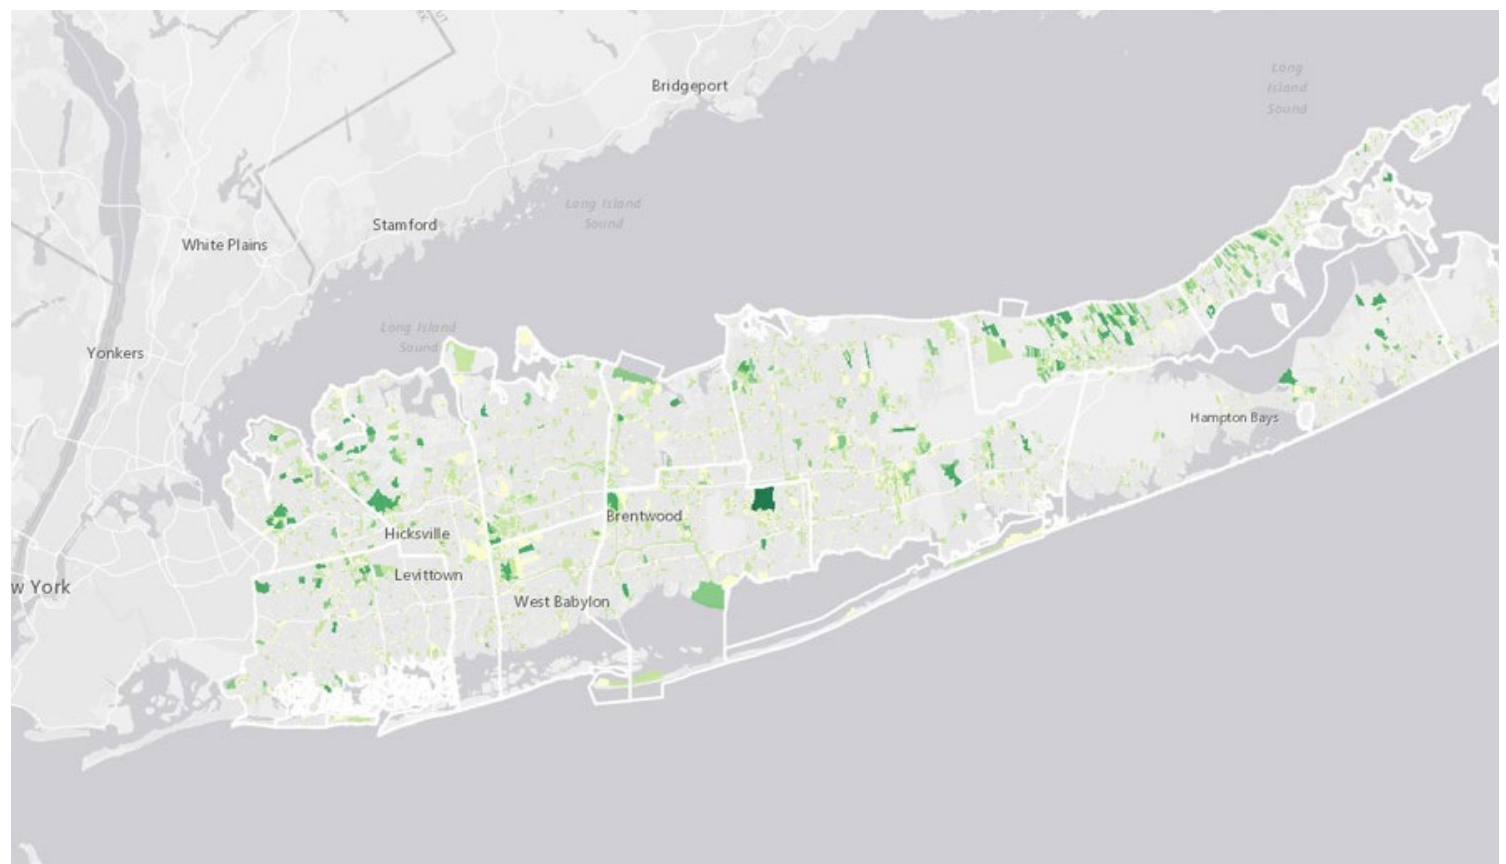 Long
Island
Sound
Bridgeport
Long Island
Sound
Stamford
White Plains
Long Island
Sound
Yonkers
Hampton Bays
Brentwood
Hicksville
Levittown
w York
West Babylon